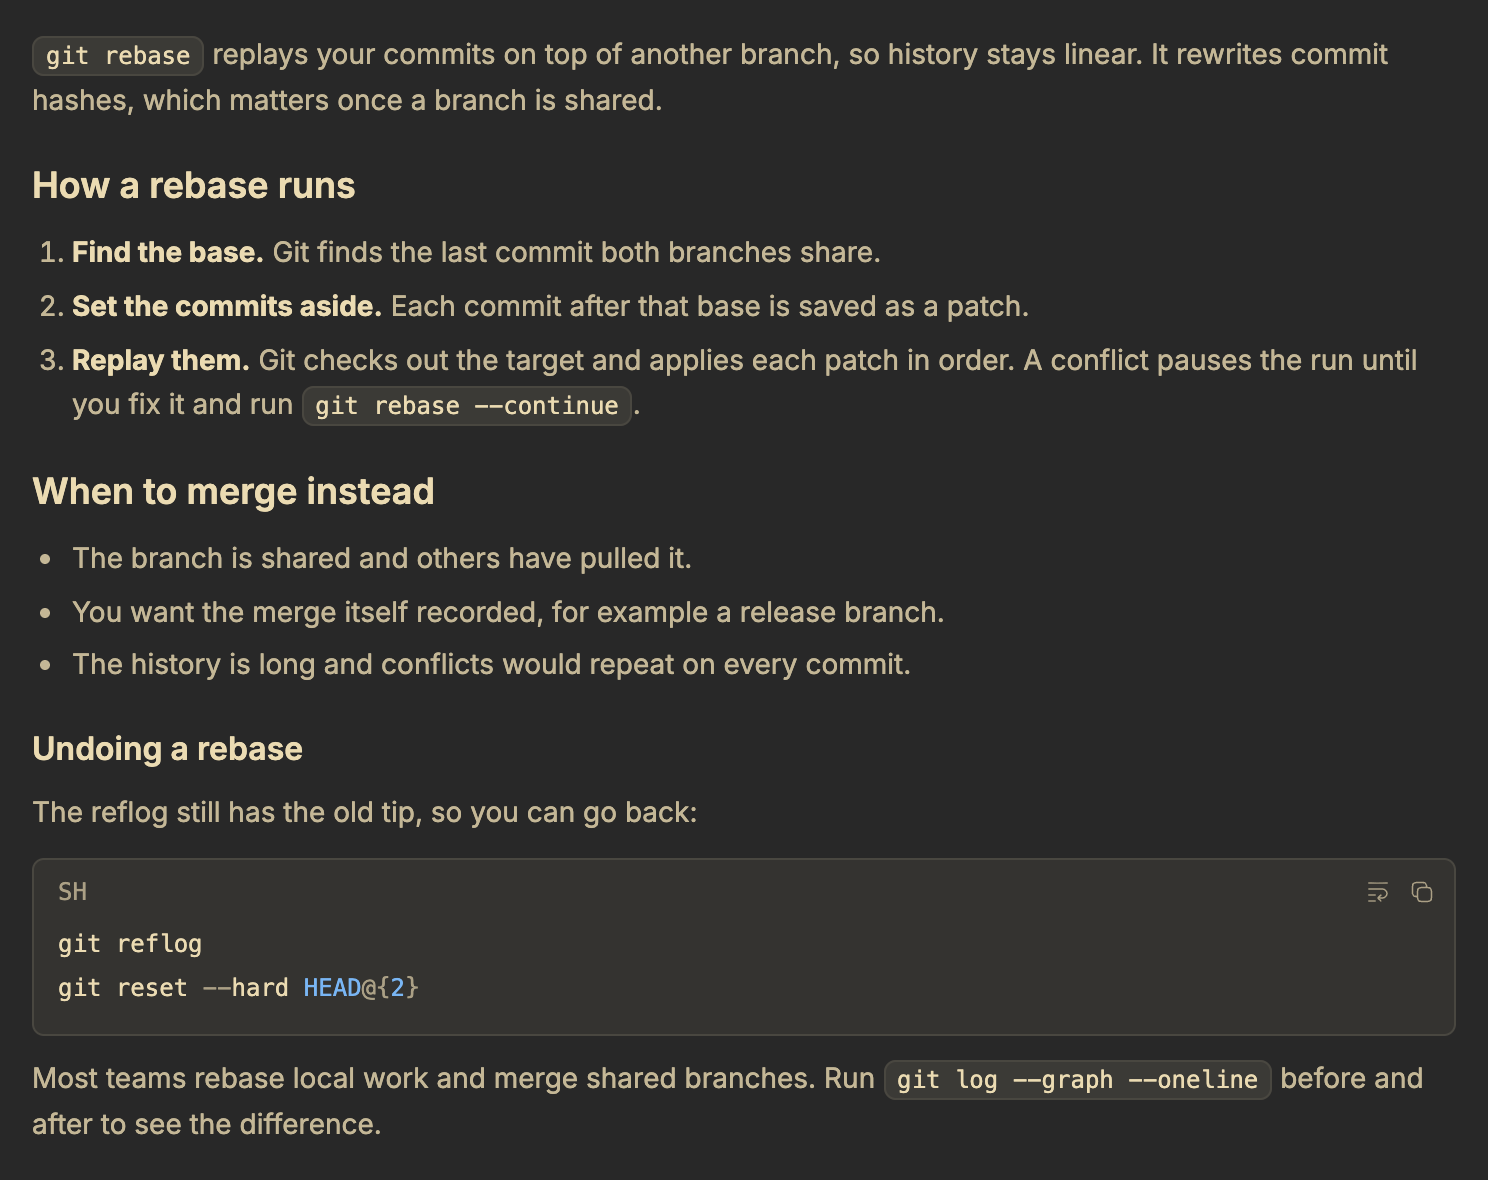 git rebase replays your commits on top of another branch, so history stays linear. It rewrites commit
hashes, which matters once a branch is shared.
How a rebase runs
1. Find the base. Git finds the last commit both branches share.
2. Set the commits aside. Each commit after that base is saved as a patch.
3. Replay them. Git checks out the target and applies each patch in order. A conflict pauses the run until
you fix it and run git rebase --continue.
When to merge instead
• The branch is shared and others have pulled it.
• You want the merge itself recorded, for example a release branch.
• The history is long and conflicts would repeat on every commit.
Undoing a rebase
The reflog still has the old tip, so you can go back:
SH
git reflog
git reset --hard HEAD@{2}
Most teams rebase local work and merge shared branches. Run git log --graph --oneline before and
after to see the difference.